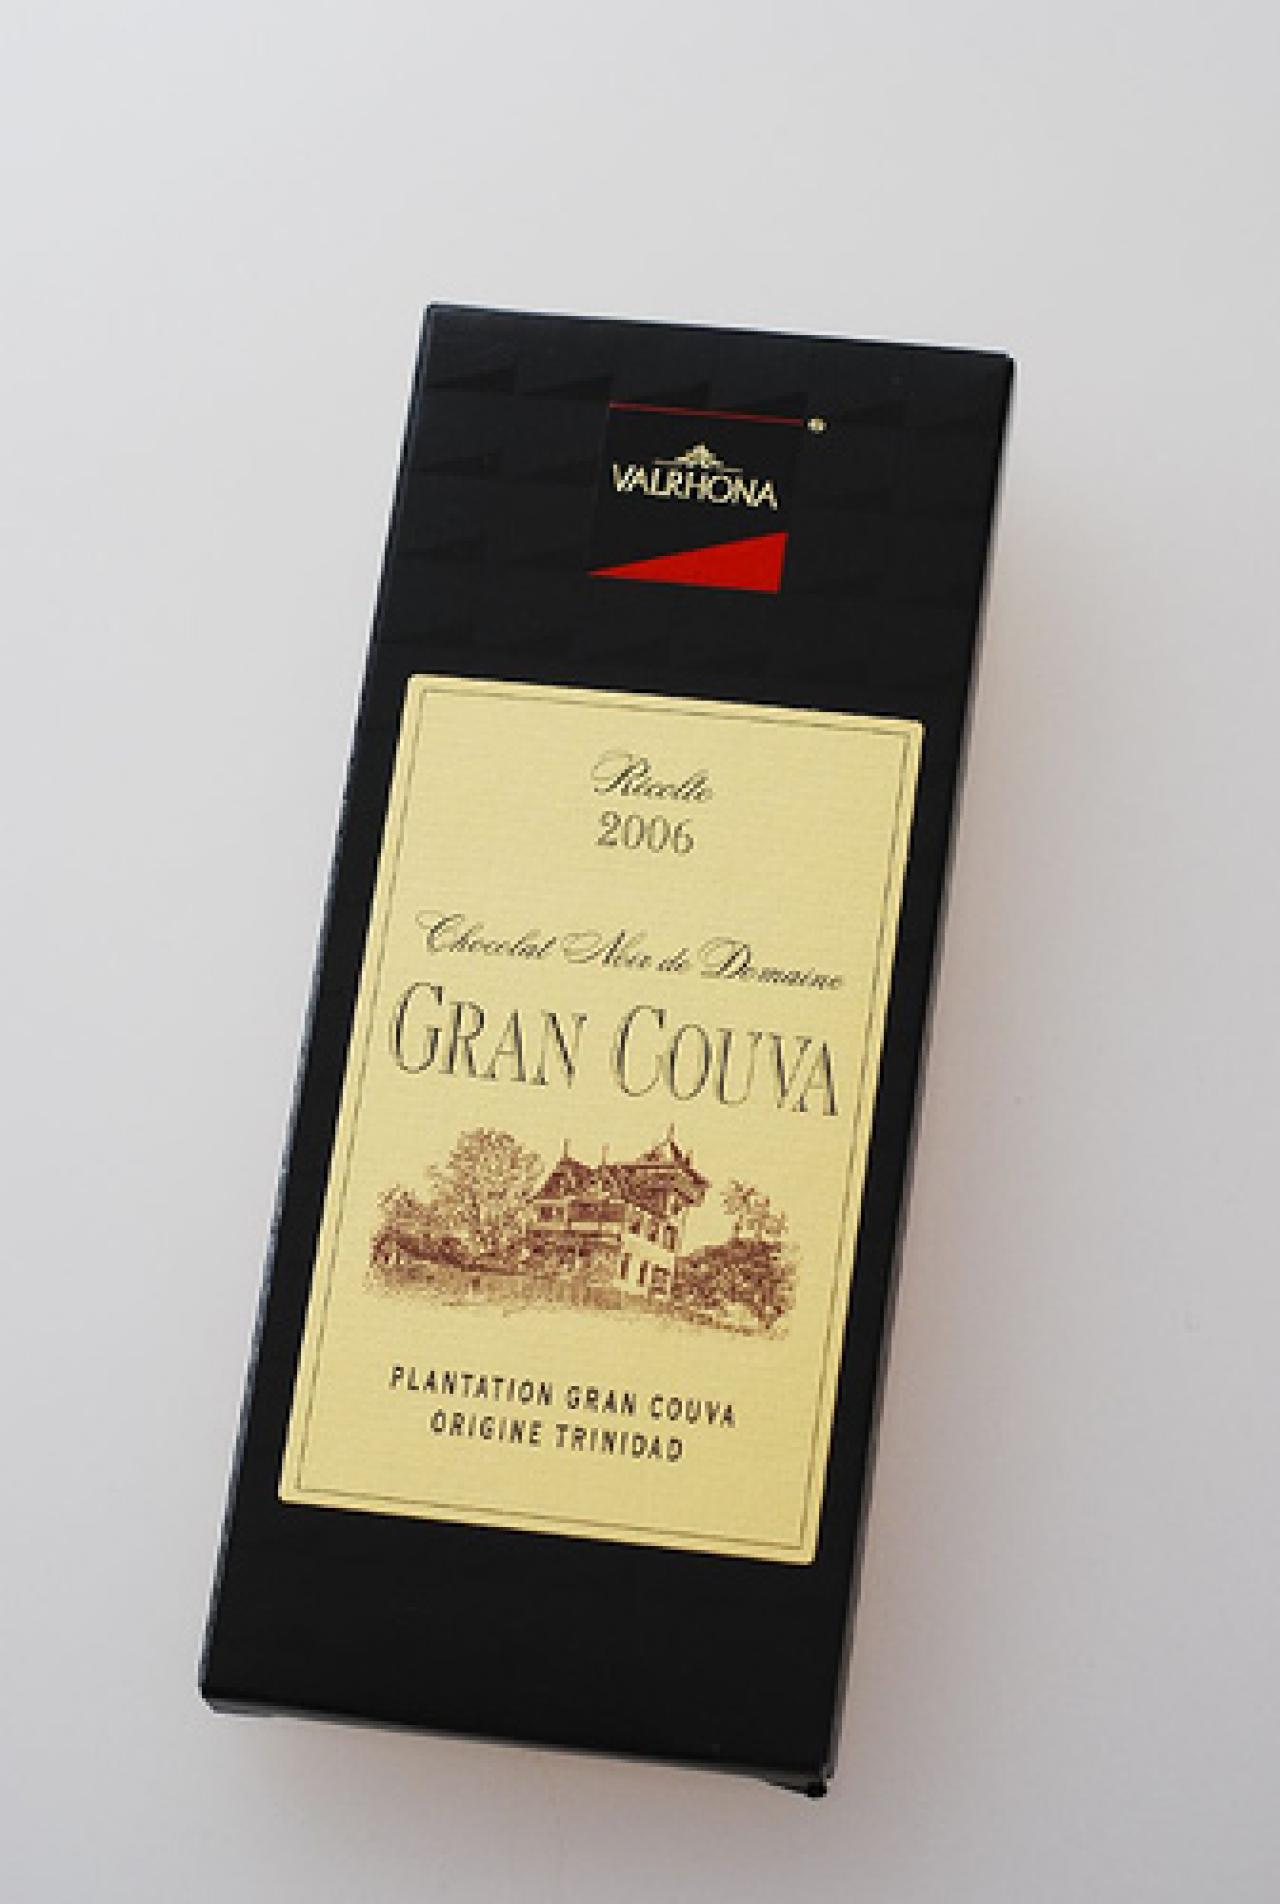 VALRHONA
Récolte
2006
Chocolat Noir de Domaine
GRAN COUVA
PLANTATION GRAN COUVA
ORIGINE TRINIDAD